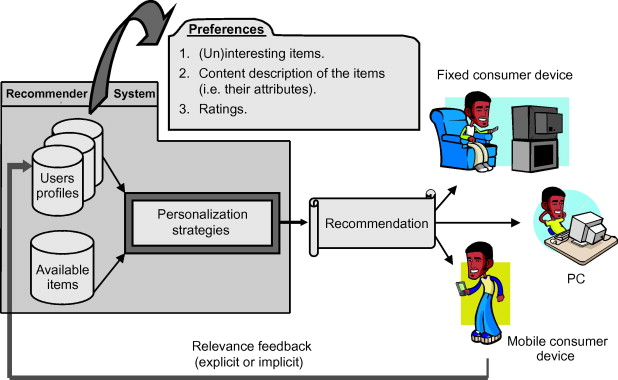 Preferences
1. (Un)interesting items.
2. Content description of the items
(i.e. their attributes).
3. Ratings.
Recommender System
Users
profiles
Available
items
Personalization
strategies
Recommendation
Fixed consumer device
PC
Mobile consumer
device
Relevance feedback
(explicit or implicit)